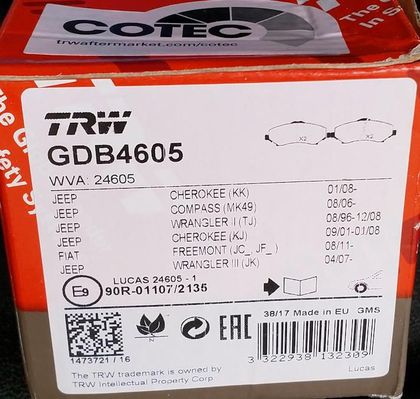 COTEC
trwaftermarket.com/cotec
TRW
GDB4605
WVA: 24605
X2 X2
JEEP CHEROKEE (KK) 01/08-
JEEP COMPASS (MK49) 08/06-
JEEP WRANGLER II (TJ) 08/96-12/08
JEEP CHEROKEE (KJ) 09/01-01/08
FIAT FREEMONT (JC_, JF_) 08/11-
JEEP WRANGLER III (JK) 04/07-
LUCAS 24605 - 1
E9 90R-01107/2135
38/17 Made in EU GMS
EAC
1473721 / 16
3 322938 132309
The TRW trademark is owned by
TRW Intellectual Property Corp.
Lucas